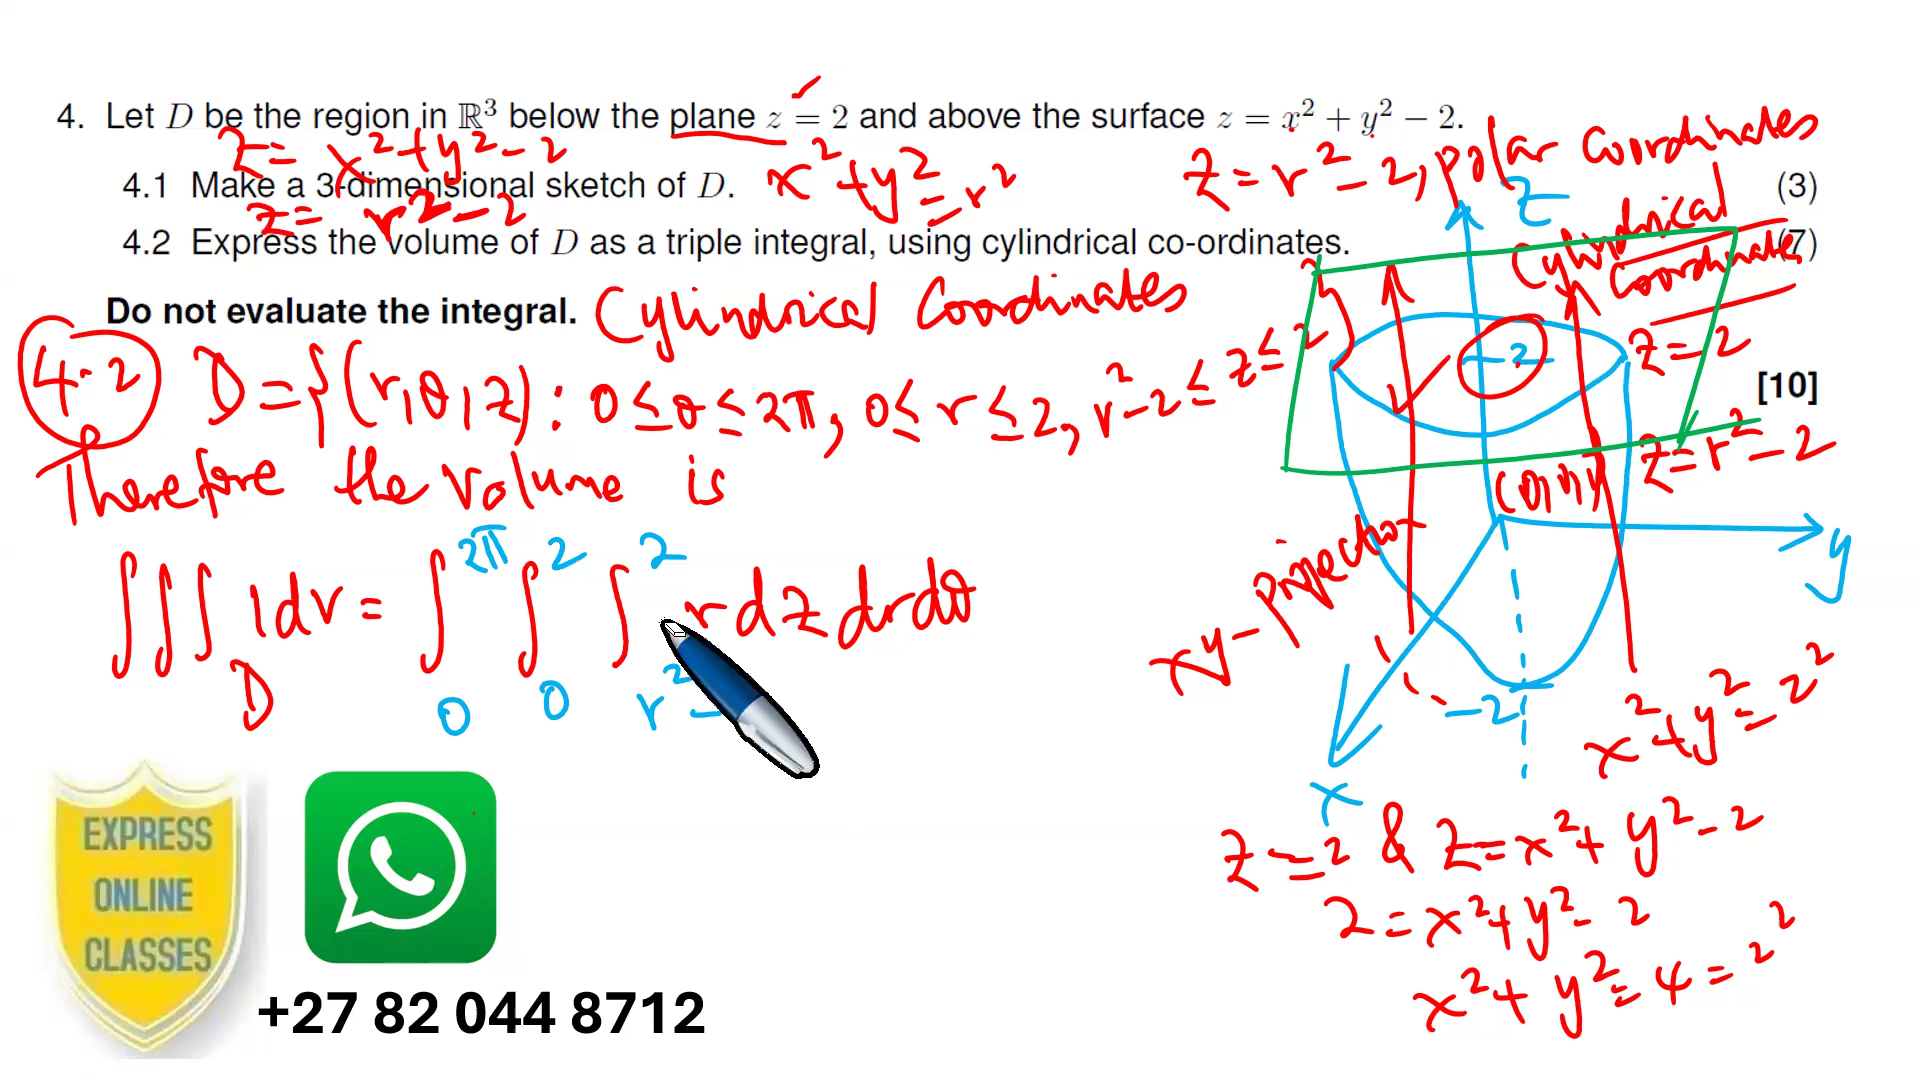 4. Let D be the region in ℝ³ below the plane z = 2 and above the surface z = x² + y² − 2.
z = x² + y² − 2
x² + y² = r²
z = r² − 2, polar coordinates
4.1 Make a 3-dimensional sketch of D. (3)
z = r² − 2
z
Cylindrical
coordinate
4.2 Express the volume of D as a triple integral, using cylindrical co-ordinates. (7)
Do not evaluate the integral.
Cylindrical Coordinates
[10]
4.2
D = {(r, θ, z) : 0 ≤ θ ≤ 2π, 0 ≤ r ≤ 2, r² − 2 ≤ z ≤ 2
Therefore the volume is
∫∫∫ 1dv = ∫ ∫ ∫ r dz dr dθ
2π 2 2
D 0 0 r² −
2
z = 2
z = r² − 2
y
xy-projectio
−2
x² + y² = 2²
x
z = 2 & z = x² + y² − 2
2 = x² + y² − 2
x² + y² = 4 = 2²
EXPRESS
ONLINE
CLASSES
+27 82 044 8712